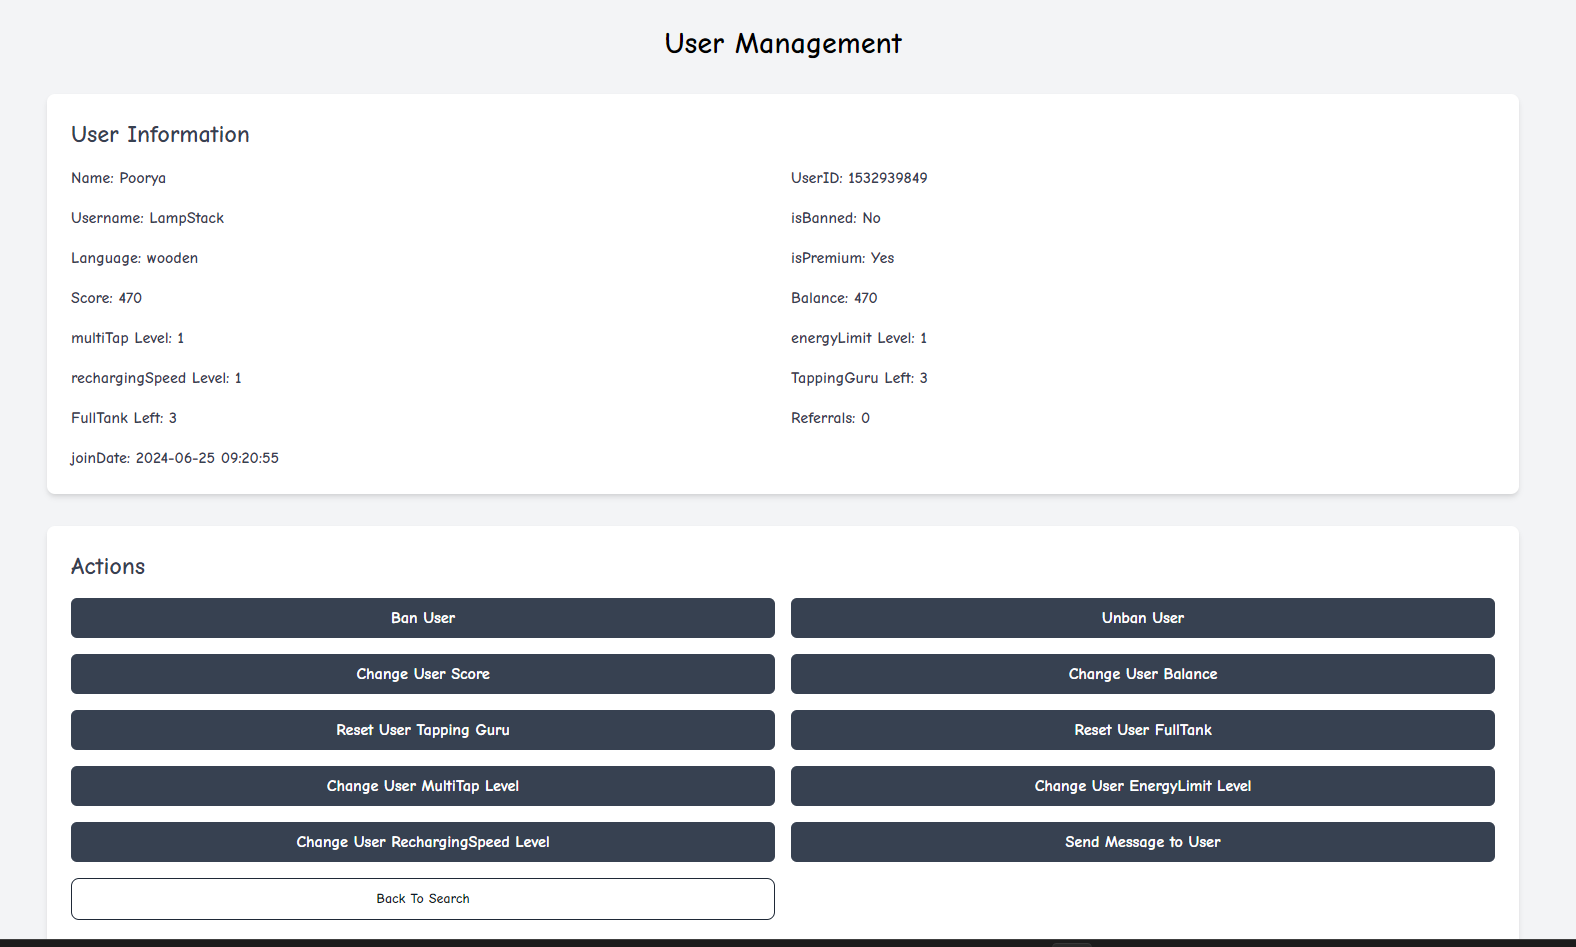 User Management
User Information
Name: Poorya
UserID: 1532939849
Username: LampStack
isBanned: No
Language: wooden
isPremium: Yes
Score: 470
Balance: 470
multiTap Level: 1
energyLimit Level: 1
rechargingSpeed Level: 1
TappingGuru Left: 3
FullTank Left: 3
Referrals: 0
joinDate: 2024-06-25 09:20:55
Actions
Ban User
Unban User
Change User Score
Change User Balance
Reset User Tapping Guru
Reset User FullTank
Change User MultiTap Level
Change User EnergyLimit Level
Change User RechargingSpeed Level
Send Message to User
Back To Search